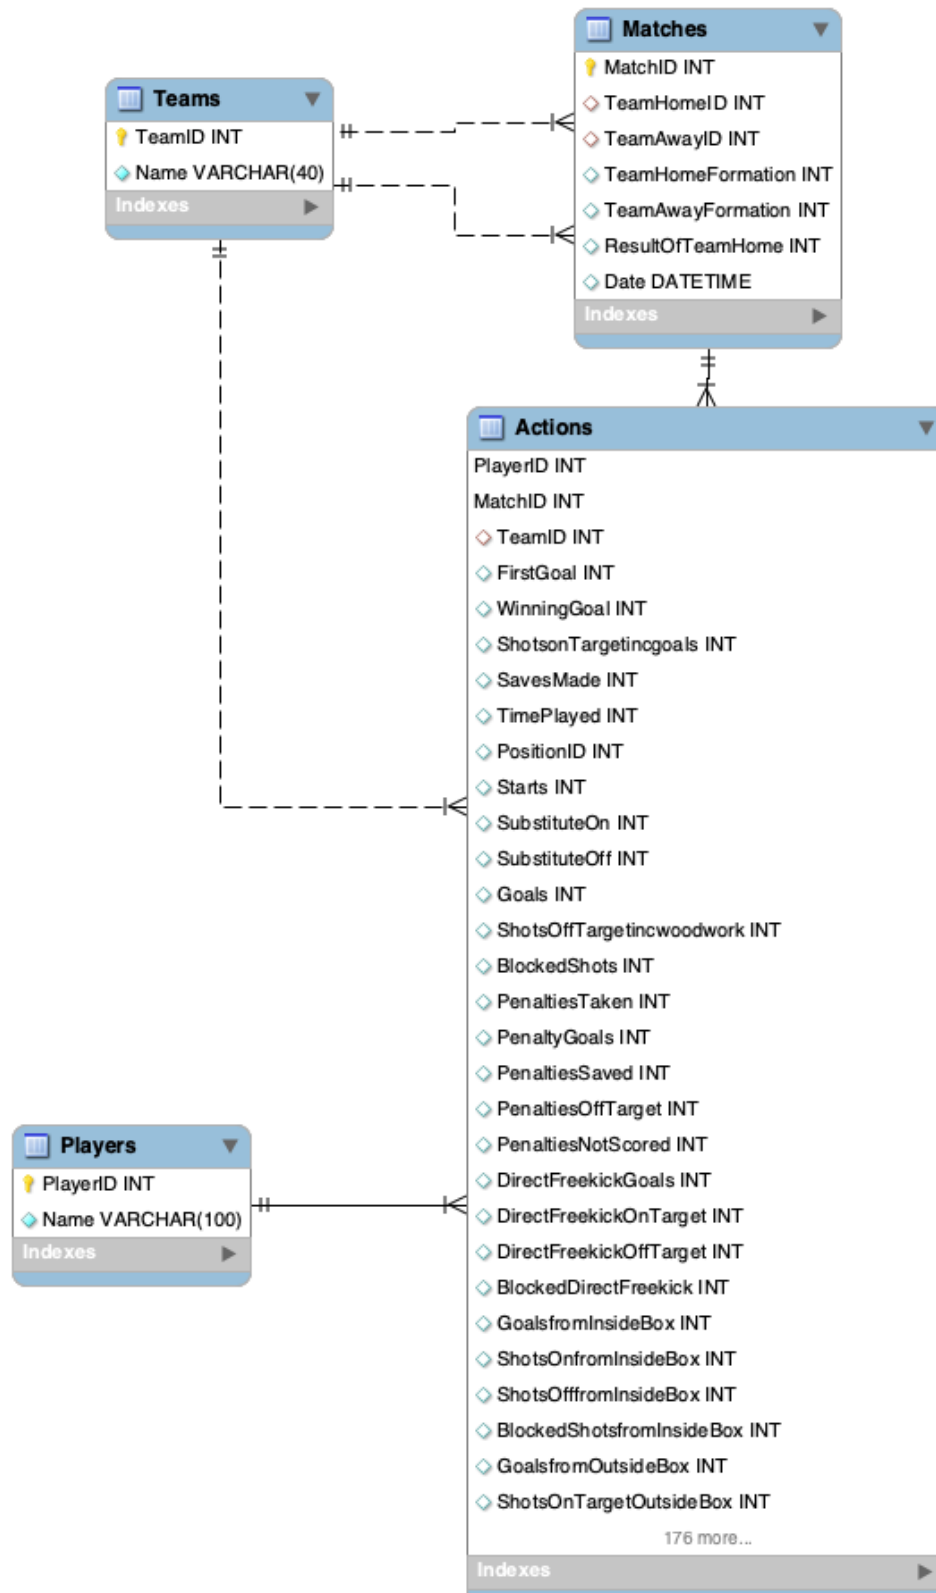 Matches
MatchID INT
TeamHomeID INT
TeamAwayID INT
TeamHomeFormation INT
TeamAwayFormation INT
ResultOfTeamHome INT
Date DATETIME
Indexes
Teams
TeamID INT
Name VARCHAR(40)
Indexes
Actions
PlayerID INT
MatchID INT
TeamID INT
FirstGoal INT
WinningGoal INT
ShotsonTargetincgoals INT
SavesMade INT
TimePlayed INT
PositionID INT
Starts INT
SubstituteOn INT
SubstituteOff INT
Goals INT
ShotsOffTargetincwoodwork INT
BlockedShots INT
PenaltiesTaken INT
PenaltyGoals INT
PenaltiesSaved INT
PenaltiesOffTarget INT
PenaltiesNotScored INT
DirectFreekickGoals INT
DirectFreekickOnTarget INT
DirectFreekickOffTarget INT
BlockedDirectFreekick INT
GoalsfromInsideBox INT
ShotsOnfromInsideBox INT
ShotsOfffromInsideBox INT
BlockedShotsfromInsideBox INT
GoalsfromOutsideBox INT
ShotsOnTargetOutsideBox INT
176 more...
Indexes
Players
PlayerID INT
Name VARCHAR(100)
Indexes